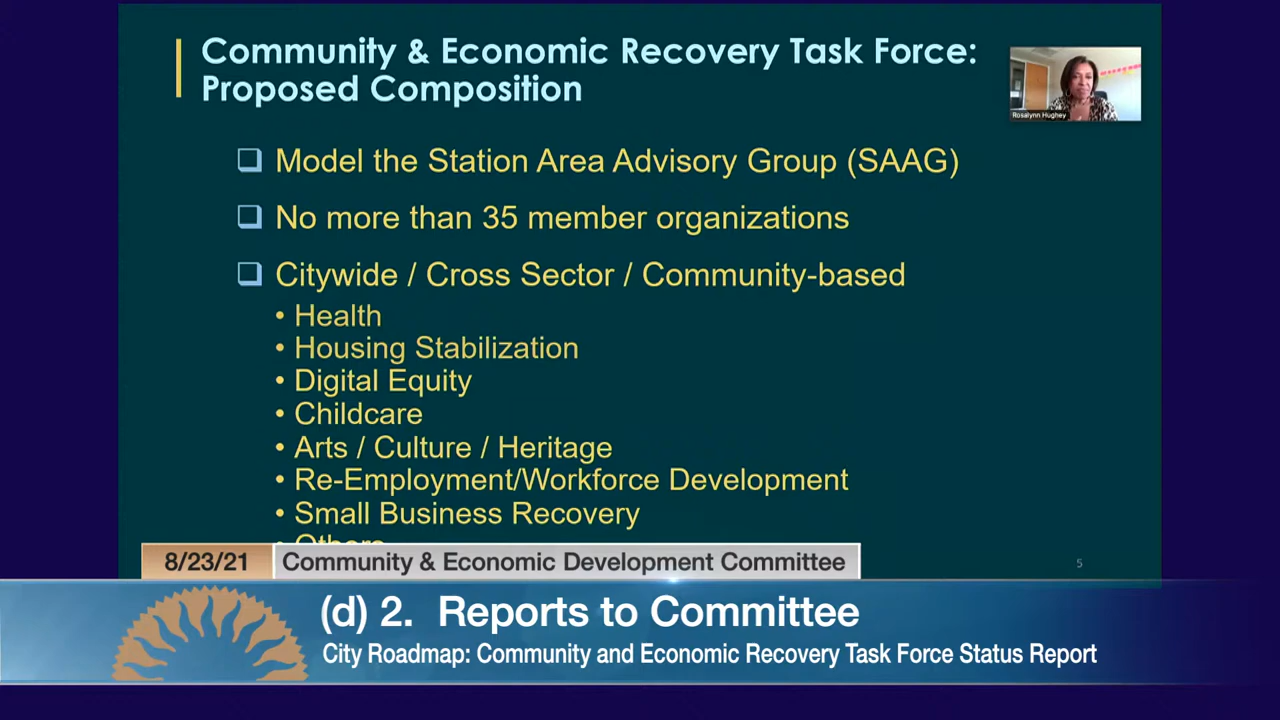 Community & Economic Recovery Task Force:
Proposed Composition
Rosalynn Hughey
Model the Station Area Advisory Group (SAAG)
No more than 35 member organizations
Citywide / Cross Sector / Community-based
• Health
• Housing Stabilization
• Digital Equity
• Childcare
• Arts / Culture / Heritage
• Re-Employment/Workforce Development
• Small Business Recovery
• Others
5
8/23/21 Community & Economic Development Committee
(d) 2. Reports to Committee
City Roadmap: Community and Economic Recovery Task Force Status Report